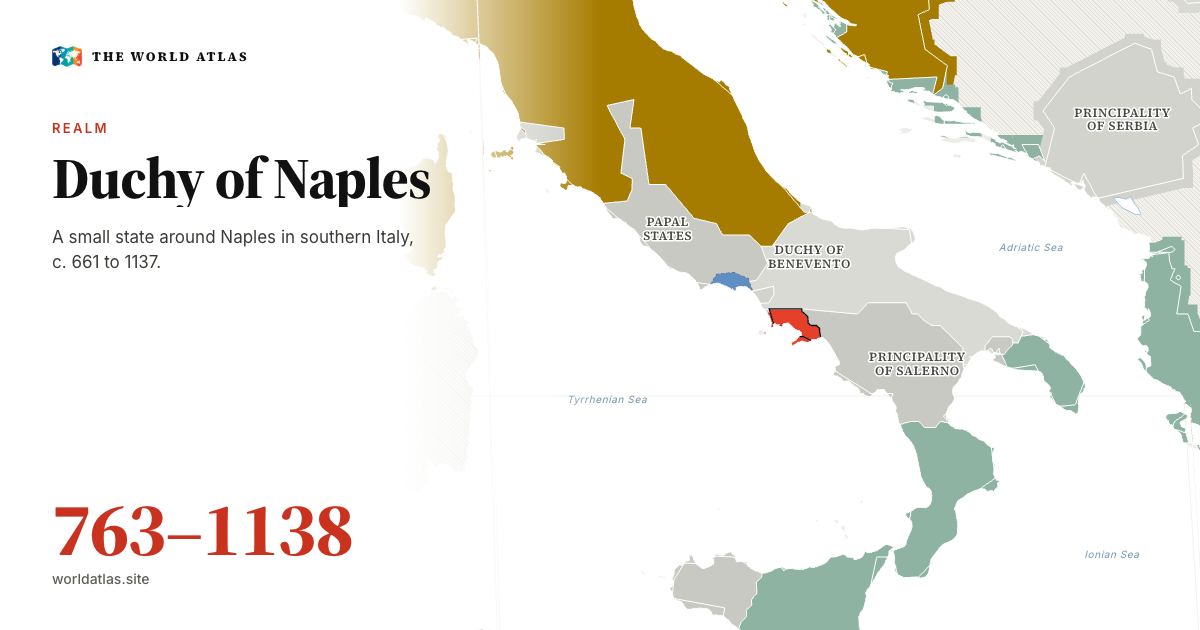 THE WORLD ATLAS
REALM
Duchy of Naples
A small state around Naples in southern Italy,
c. 661 to 1137.
763–1138
worldatlas.site
PRINCIPALITY
OF SERBIA
PAPAL
STATES
DUCHY OF
BENEVENTO
Adriatic Sea
PRINCIPALITY
OF SALERNO
Tyrrhenian Sea
Ionian Sea